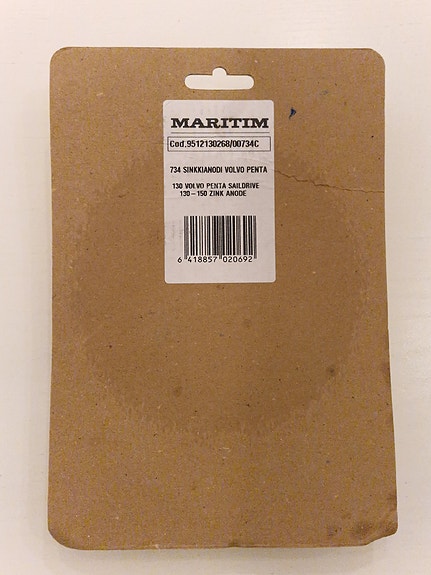 MARITIM
Cod.9512130268/00734C
734 SINKKIANODI VOLVO PENTA
130 VOLVO PENTA SAILDRIVE
130-150 ZINK ANODE
6 418857 020692